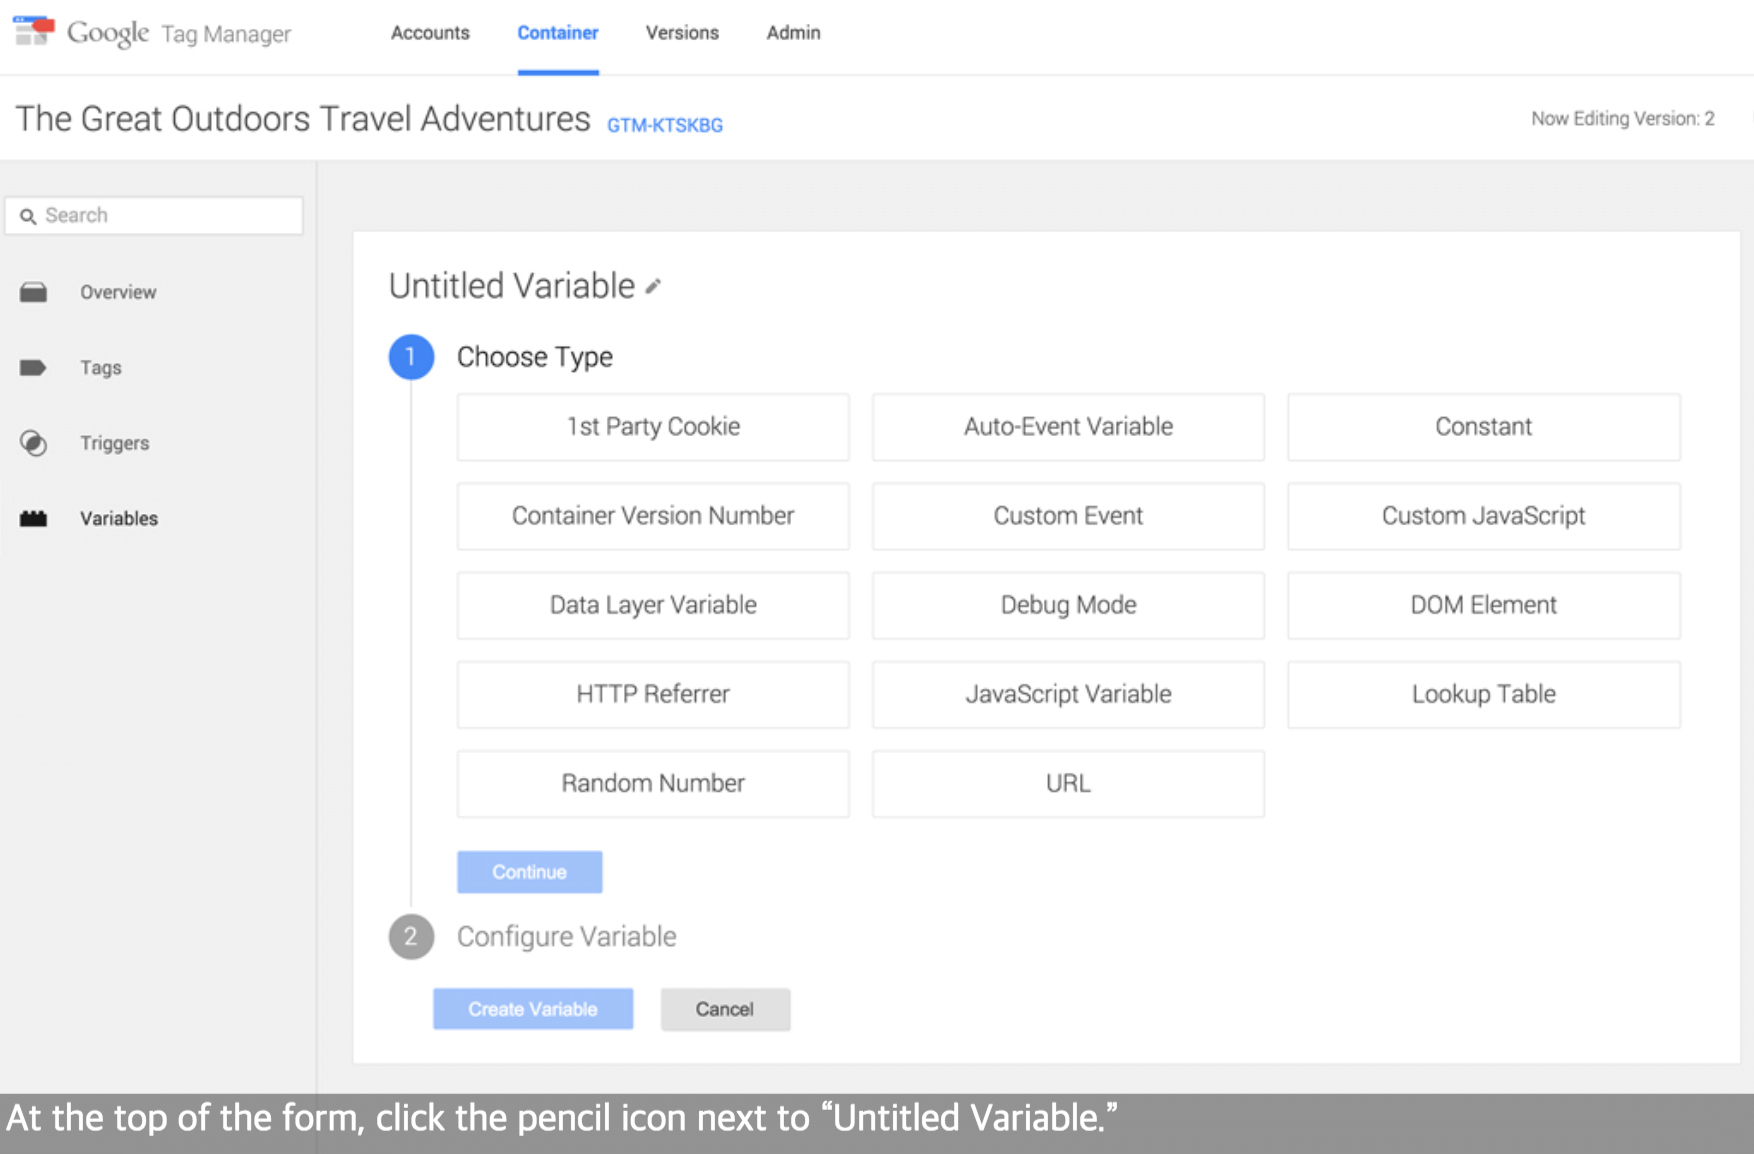 Google Tag Manager Accounts Container Versions Admin
The Great Outdoors Travel Adventures GTM-KTSKBG Now Editing Version: 2
Search
Overview
Tags
Triggers
Variables
Untitled Variable
1 Choose Type
1st Party Cookie Auto-Event Variable Constant
Container Version Number Custom Event Custom JavaScript
Data Layer Variable Debug Mode DOM Element
HTTP Referrer JavaScript Variable Lookup Table
Random Number URL
Continue
2 Configure Variable
Create Variable Cancel
At the top of the form, click the pencil icon next to “Untitled Variable.”